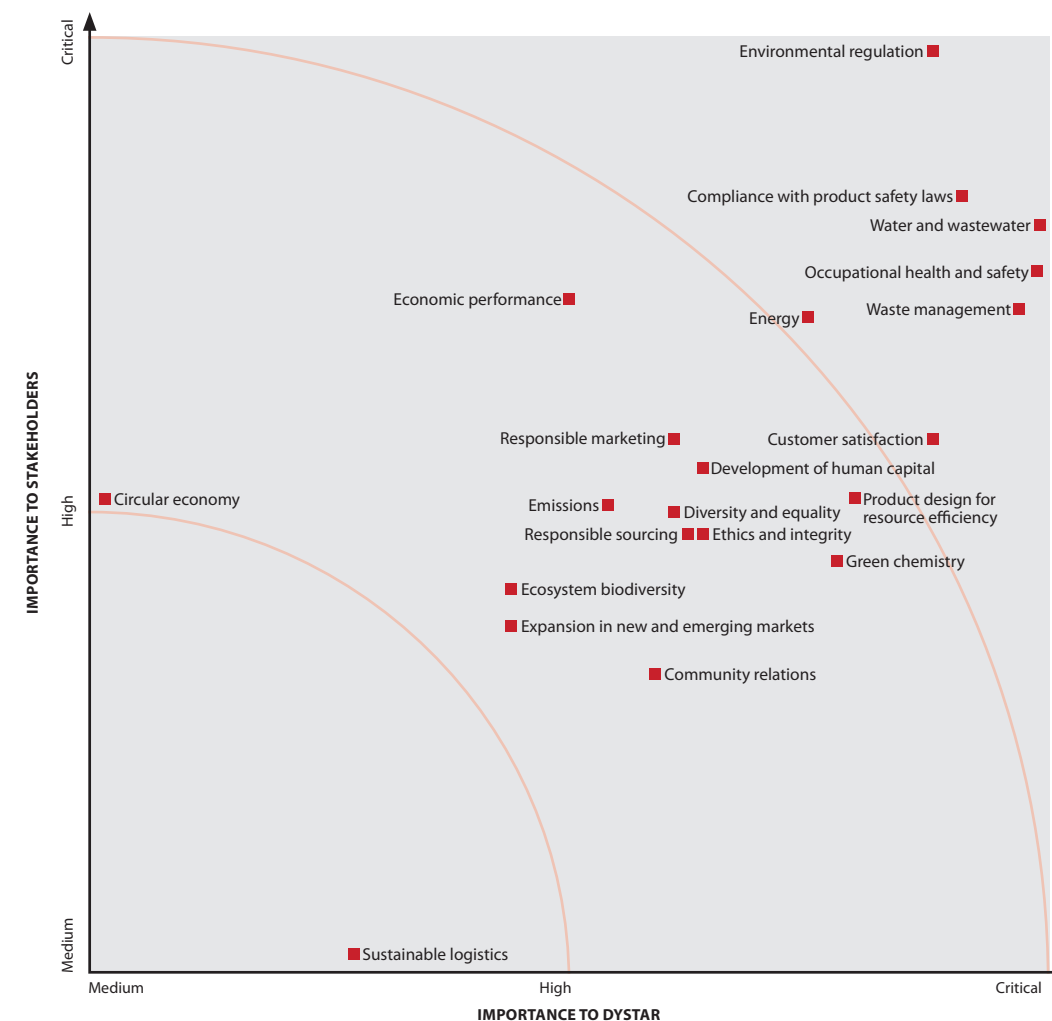 Critical
Environmental regulation
Compliance with product safety laws
Water and wastewater
Occupational health and safety
Economic performance
Waste management
Energy
IMPORTANCE TO STAKEHOLDERS
Responsible marketing
Customer satisfaction
Development of human capital
High
Circular economy
Emissions
Product design for
resource efficiency
Diversity and equality
Responsible sourcing
Ethics and integrity
Green chemistry
Ecosystem biodiversity
Expansion in new and emerging markets
Community relations
Medium
Sustainable logistics
Medium
High
Critical
IMPORTANCE TO DYSTAR